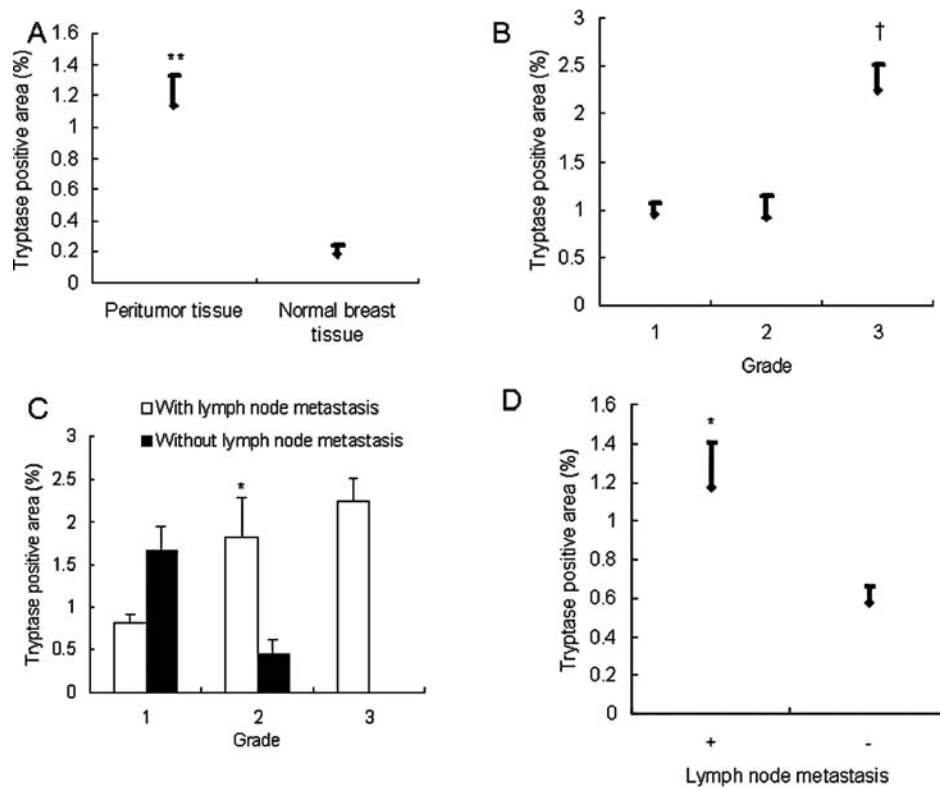 A
Tryptase positive area (%)
1.6
1.4
1.2
1
0.8
0.6
0.4
0.2
0
**
Peritumor tissue
Normal breast
tissue
B
Tryptase positive area (%)
3
2.5
2
1.5
1
0.5
0
†
1 2 3
Grade
C
With lymph node metastasis
Without lymph node metastasis
Tryptase positive area (%)
3
2.5
2
1.5
1
0.5
0
*
1 2 3
Grade
D
Tryptase positive area (%)
1.6
1.4
1.2
1
0.8
0.6
0.4
0.2
0
*
+ -
Lymph node metastasis